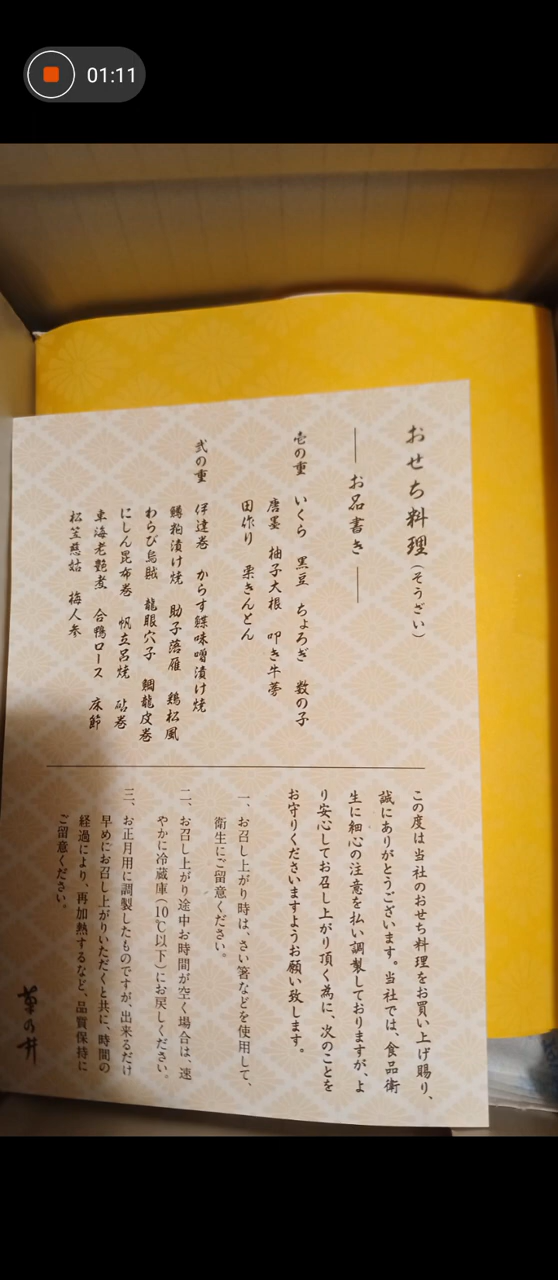 01:11
おせち料理(そうざい)
お名書き
壱の重 いくら 黒豆 ちょろぎ 数の子
唐墨 柚子大根 叩き牛蒡
田作り 栗きんとん
弐の重 伊達巻 からす鰈味噌漬け焼
鰆粕漬け焼 助子落雁 鶏松風
わらび烏賊 龍眼穴子 鯛龍皮巻
にしん昆布巻 帆立呂焼 砧巻
車海老艶煮 合鴨ロース 床節
松笠慈姑 梅人参
この度は当社のおせち料理をお買い上げ賜り、
誠にありがとうございます。当社では、食品衛
生に細心の注意を払い調製しておりますが、よ
り安心してお召し上がり頂く為に、次のことを
お守りくださいますようお願い致します。
一、お召し上がり時は、さい箸などを使用して、
衛生にご留意ください。
二、お召し上がり途中お時間が空く場合は、速
やかに冷蔵庫(10℃以下)にお戻しください。
三、お正月用に調製したものですが、出来るだけ
早めにお召し上がりいただくと共に、時間の
経過により、再加熱するなど、品質保持に
ご留意ください。
菊の井